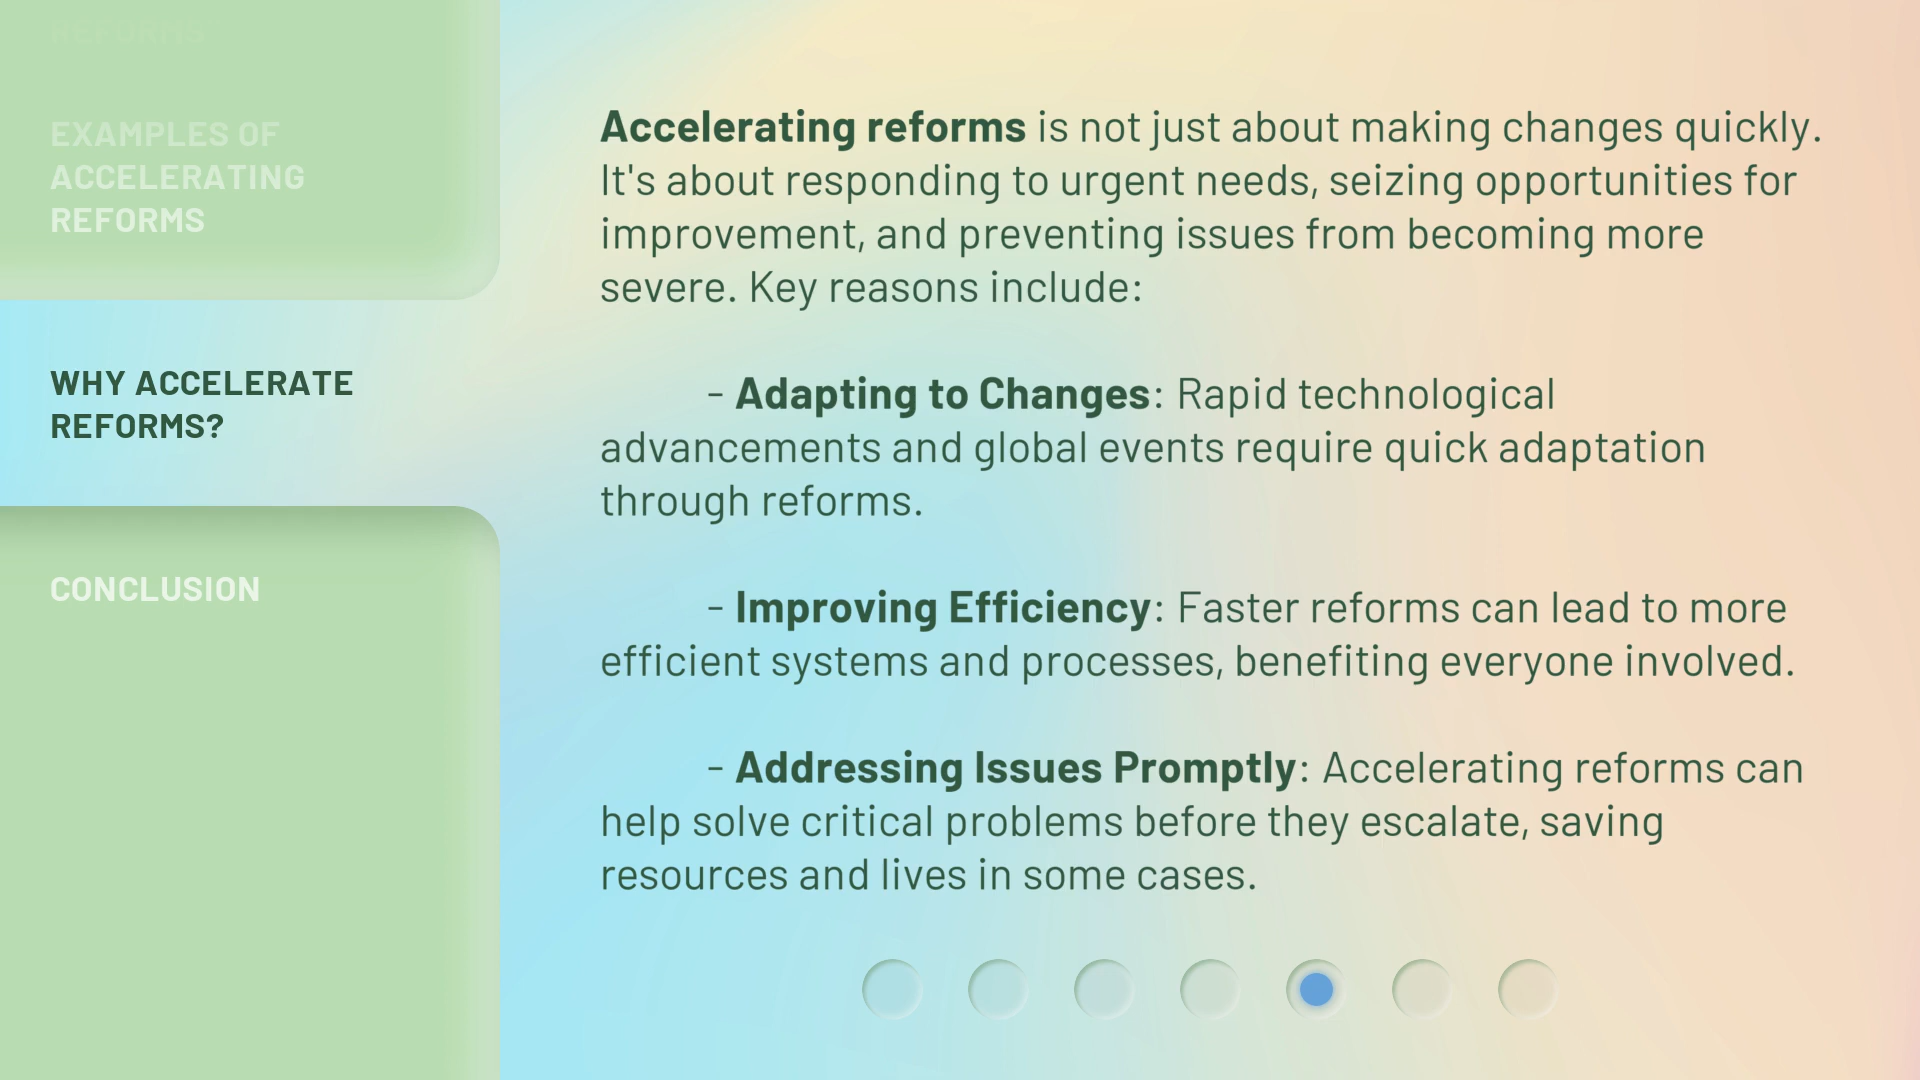 REFORMS"
EXAMPLES OF
ACCELERATING
REFORMS
WHY ACCELERATE
REFORMS?
CONCLUSION
Accelerating reforms is not just about making changes quickly.
It's about responding to urgent needs, seizing opportunities for
improvement, and preventing issues from becoming more
severe. Key reasons include:
- Adapting to Changes: Rapid technological
advancements and global events require quick adaptation
through reforms.
- Improving Efficiency: Faster reforms can lead to more
efficient systems and processes, benefiting everyone involved.
- Addressing Issues Promptly: Accelerating reforms can
help solve critical problems before they escalate, saving
resources and lives in some cases.